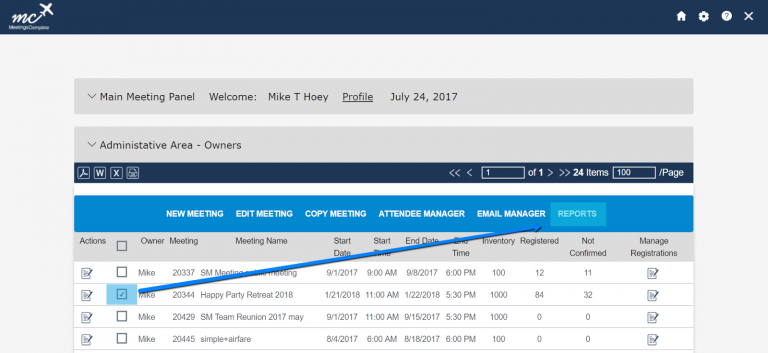 mc
MeetingsComplete
Main Meeting Panel Welcome: Mike T Hoey Profile July 24, 2017
Administative Area - Owners
W X << < 1 of 1 > >> 24 Items 100 /Page
NEW MEETING EDIT MEETING COPY MEETING ATTENDEE MANAGER EMAIL MANAGER REPORTS
Actions Owner Meeting Meeting Name Start Date Start Time End Date End Time Inventory Registered Not Confirmed Manage Registrations
Mike 20337 SM Meeting public meeting 9/1/2017 9:00 AM 9/8/2017 6:00 PM 100 12 11
Mike 20344 Happy Party Retreat 2018 1/21/2018 11:00 AM 1/22/2018 5:30 PM 1000 84 32
Mike 20429 SM Team Reunion 2017 may 9/1/2017 11:00 AM 9/15/2017 5:30 PM 1000 0 0
Mike 20445 simple+airfare 8/4/2017 6:00 AM 8/18/2017 6:00 PM 100 0 0